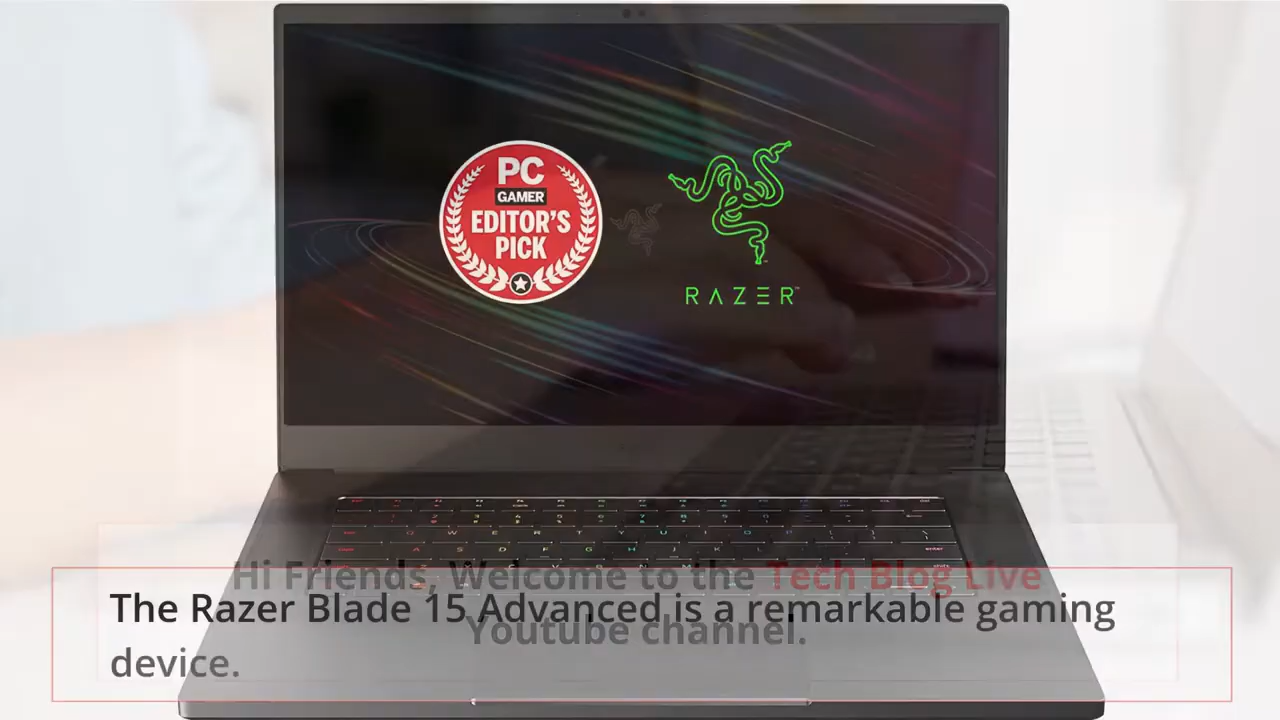 PC
GAMER
EDITOR'S
PICK
RAZER
Hi Friends, Welcome to the Tech Blog Live
Youtube channel.
The Razer Blade 15 Advanced is a remarkable gaming
device.